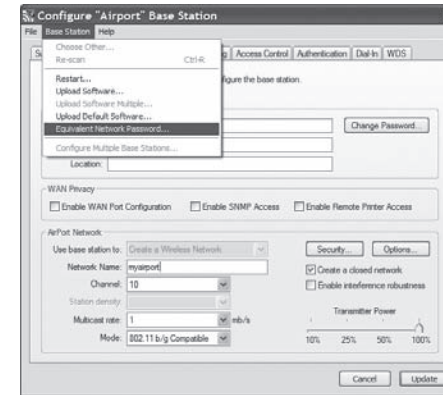 Configure "Airport" Base Station
File Base Station Help
Choose Other...
Re-scan Ctrl-R
Restart...
Upload Software...
Upload Software Multiple...
Upload Default Software...
Equivalent Network Password...
Configure Multiple Base Stations...
Access Control Authentication Dial-In WDS
figure the base station.
Change Password
Location:
WAN Privacy
Enable WAN Port Configuration Enable SNMP Access Enable Remote Printer Access
AirPort Network
Use base station to: Create a Wireless Network Security... Options...
Network Name: myairport Create a closed network
Channel: 10 Enable interference robustness
Station density:
Transmitter Power
Multicast rate: 1 mb/s
Mode: 802.11 b/g Compatible 10% 25% 50% 100%
Cancel Update